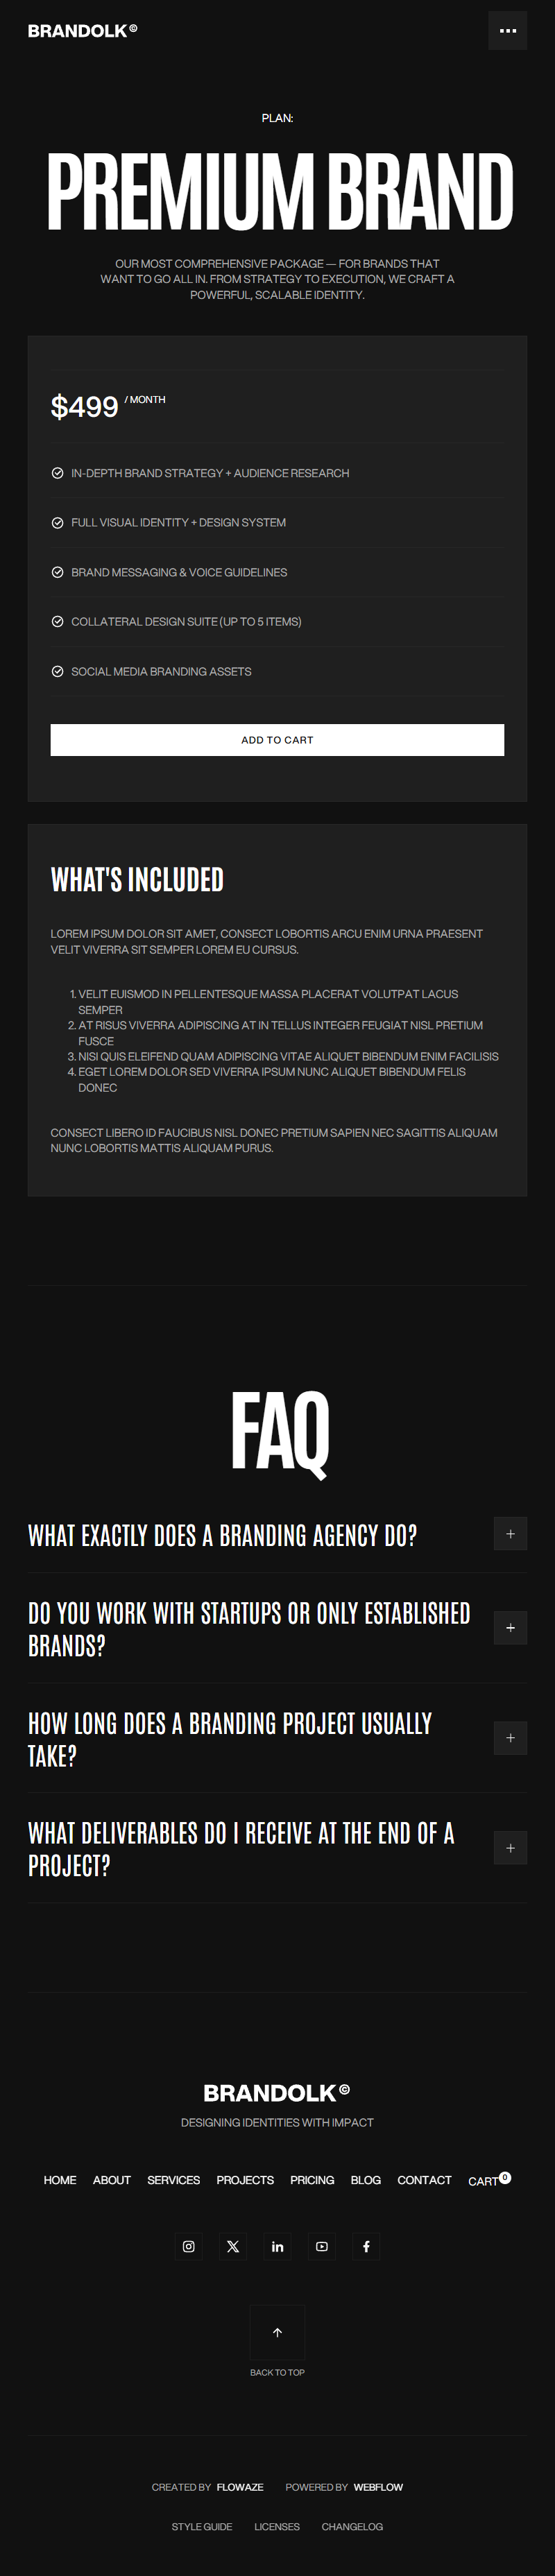 BRANDOLK©
PLAN:
PREMIUM BRAND
OUR MOST COMPREHENSIVE PACKAGE — FOR BRANDS THAT
WANT TO GO ALL IN. FROM STRATEGY TO EXECUTION, WE CRAFT A
POWERFUL, SCALABLE IDENTITY.
$499 / MONTH
IN-DEPTH BRAND STRATEGY + AUDIENCE RESEARCH
FULL VISUAL IDENTITY + DESIGN SYSTEM
BRAND MESSAGING & VOICE GUIDELINES
COLLATERAL DESIGN SUITE (UP TO 5 ITEMS)
SOCIAL MEDIA BRANDING ASSETS
ADD TO CART
WHAT'S INCLUDED
LOREM IPSUM DOLOR SIT AMET, CONSECT LOBORTIS ARCU ENIM URNA PRAESENT
VELIT VIVERRA SIT SEMPER LOREM EU CURSUS.
1. VELIT EUISMOD IN PELLENTESQUE MASSA PLACERAT VOLUTPAT LACUS
SEMPER
2. AT RISUS VIVERRA ADIPISCING AT IN TELLUS INTEGER FEUGIAT NISL PRETIUM
FUSCE
3. NISI QUIS ELEIFEND QUAM ADIPISCING VITAE ALIQUET BIBENDUM ENIM FACILISIS
4. EGET LOREM DOLOR SED VIVERRA IPSUM NUNC ALIQUET BIBENDUM FELIS
DONEC
CONSECT LIBERO ID FAUCIBUS NISL DONEC PRETIUM SAPIEN NEC SAGITTIS ALIQUAM
NUNC LOBORTIS MATTIS ALIQUAM PURUS.
FAQ
WHAT EXACTLY DOES A BRANDING AGENCY DO?
DO YOU WORK WITH STARTUPS OR ONLY ESTABLISHED
BRANDS?
HOW LONG DOES A BRANDING PROJECT USUALLY
TAKE?
WHAT DELIVERABLES DO I RECEIVE AT THE END OF A
PROJECT?
BRANDOLK©
DESIGNING IDENTITIES WITH IMPACT
HOME ABOUT SERVICES PROJECTS PRICING BLOG CONTACT CART 0
BACK TO TOP
CREATED BY FLOWAZE POWERED BY WEBFLOW
STYLE GUIDE LICENSES CHANGELOG